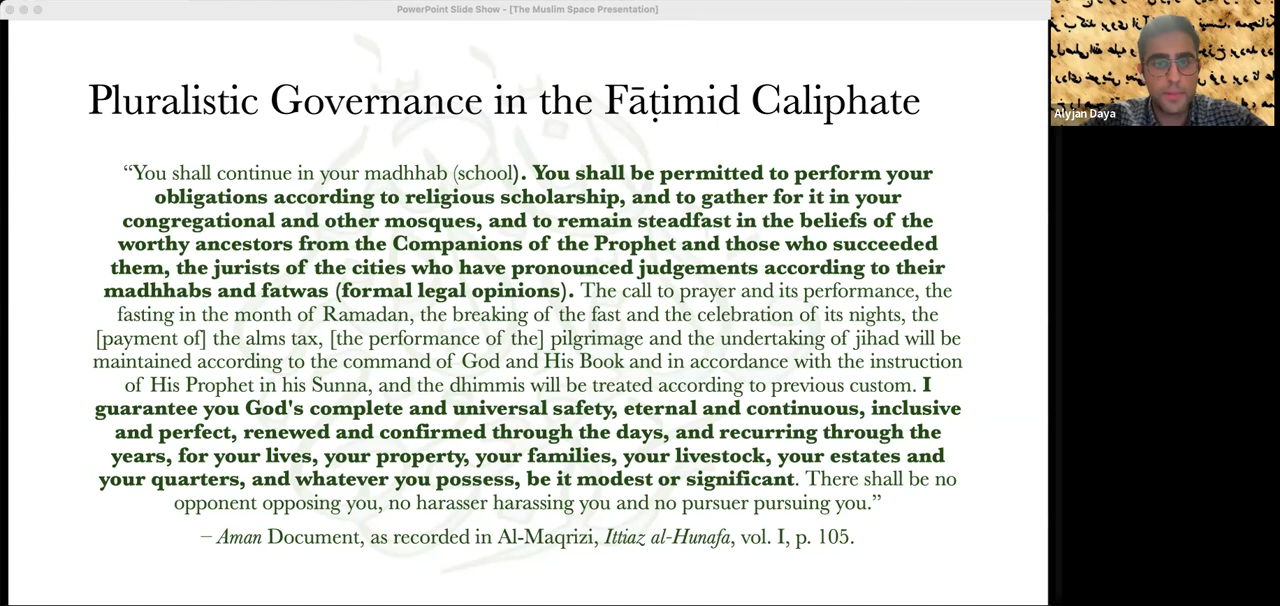 PowerPoint Slide Show - [The Muslim Space Presentation]
Pluralistic Governance in the Fāṭimid Caliphate
“You shall continue in your madhhab (school). You shall be permitted to perform your
obligations according to religious scholarship, and to gather for it in your
congregational and other mosques, and to remain steadfast in the beliefs of the
worthy ancestors from the Companions of the Prophet and those who succeeded
them, the jurists of the cities who have pronounced judgements according to their
madhhabs and fatwas (formal legal opinions). The call to prayer and its performance, the
fasting in the month of Ramadan, the breaking of the fast and the celebration of its nights, the
[payment of] the alms tax, [the performance of the] pilgrimage and the undertaking of jihad will be
maintained according to the command of God and His Book and in accordance with the instruction
of His Prophet in his Sunna, and the dhimmis will be treated according to previous custom. I
guarantee you God's complete and universal safety, eternal and continuous, inclusive
and perfect, renewed and confirmed through the days, and recurring through the
years, for your lives, your property, your families, your livestock, your estates and
your quarters, and whatever you possess, be it modest or significant. There shall be no
opponent opposing you, no harasser harassing you and no pursuer pursuing you.”
– Aman Document, as recorded in Al-Maqrizi, Ittiaz al-Hunafa, vol. I, p. 105.
Alyjan Daya